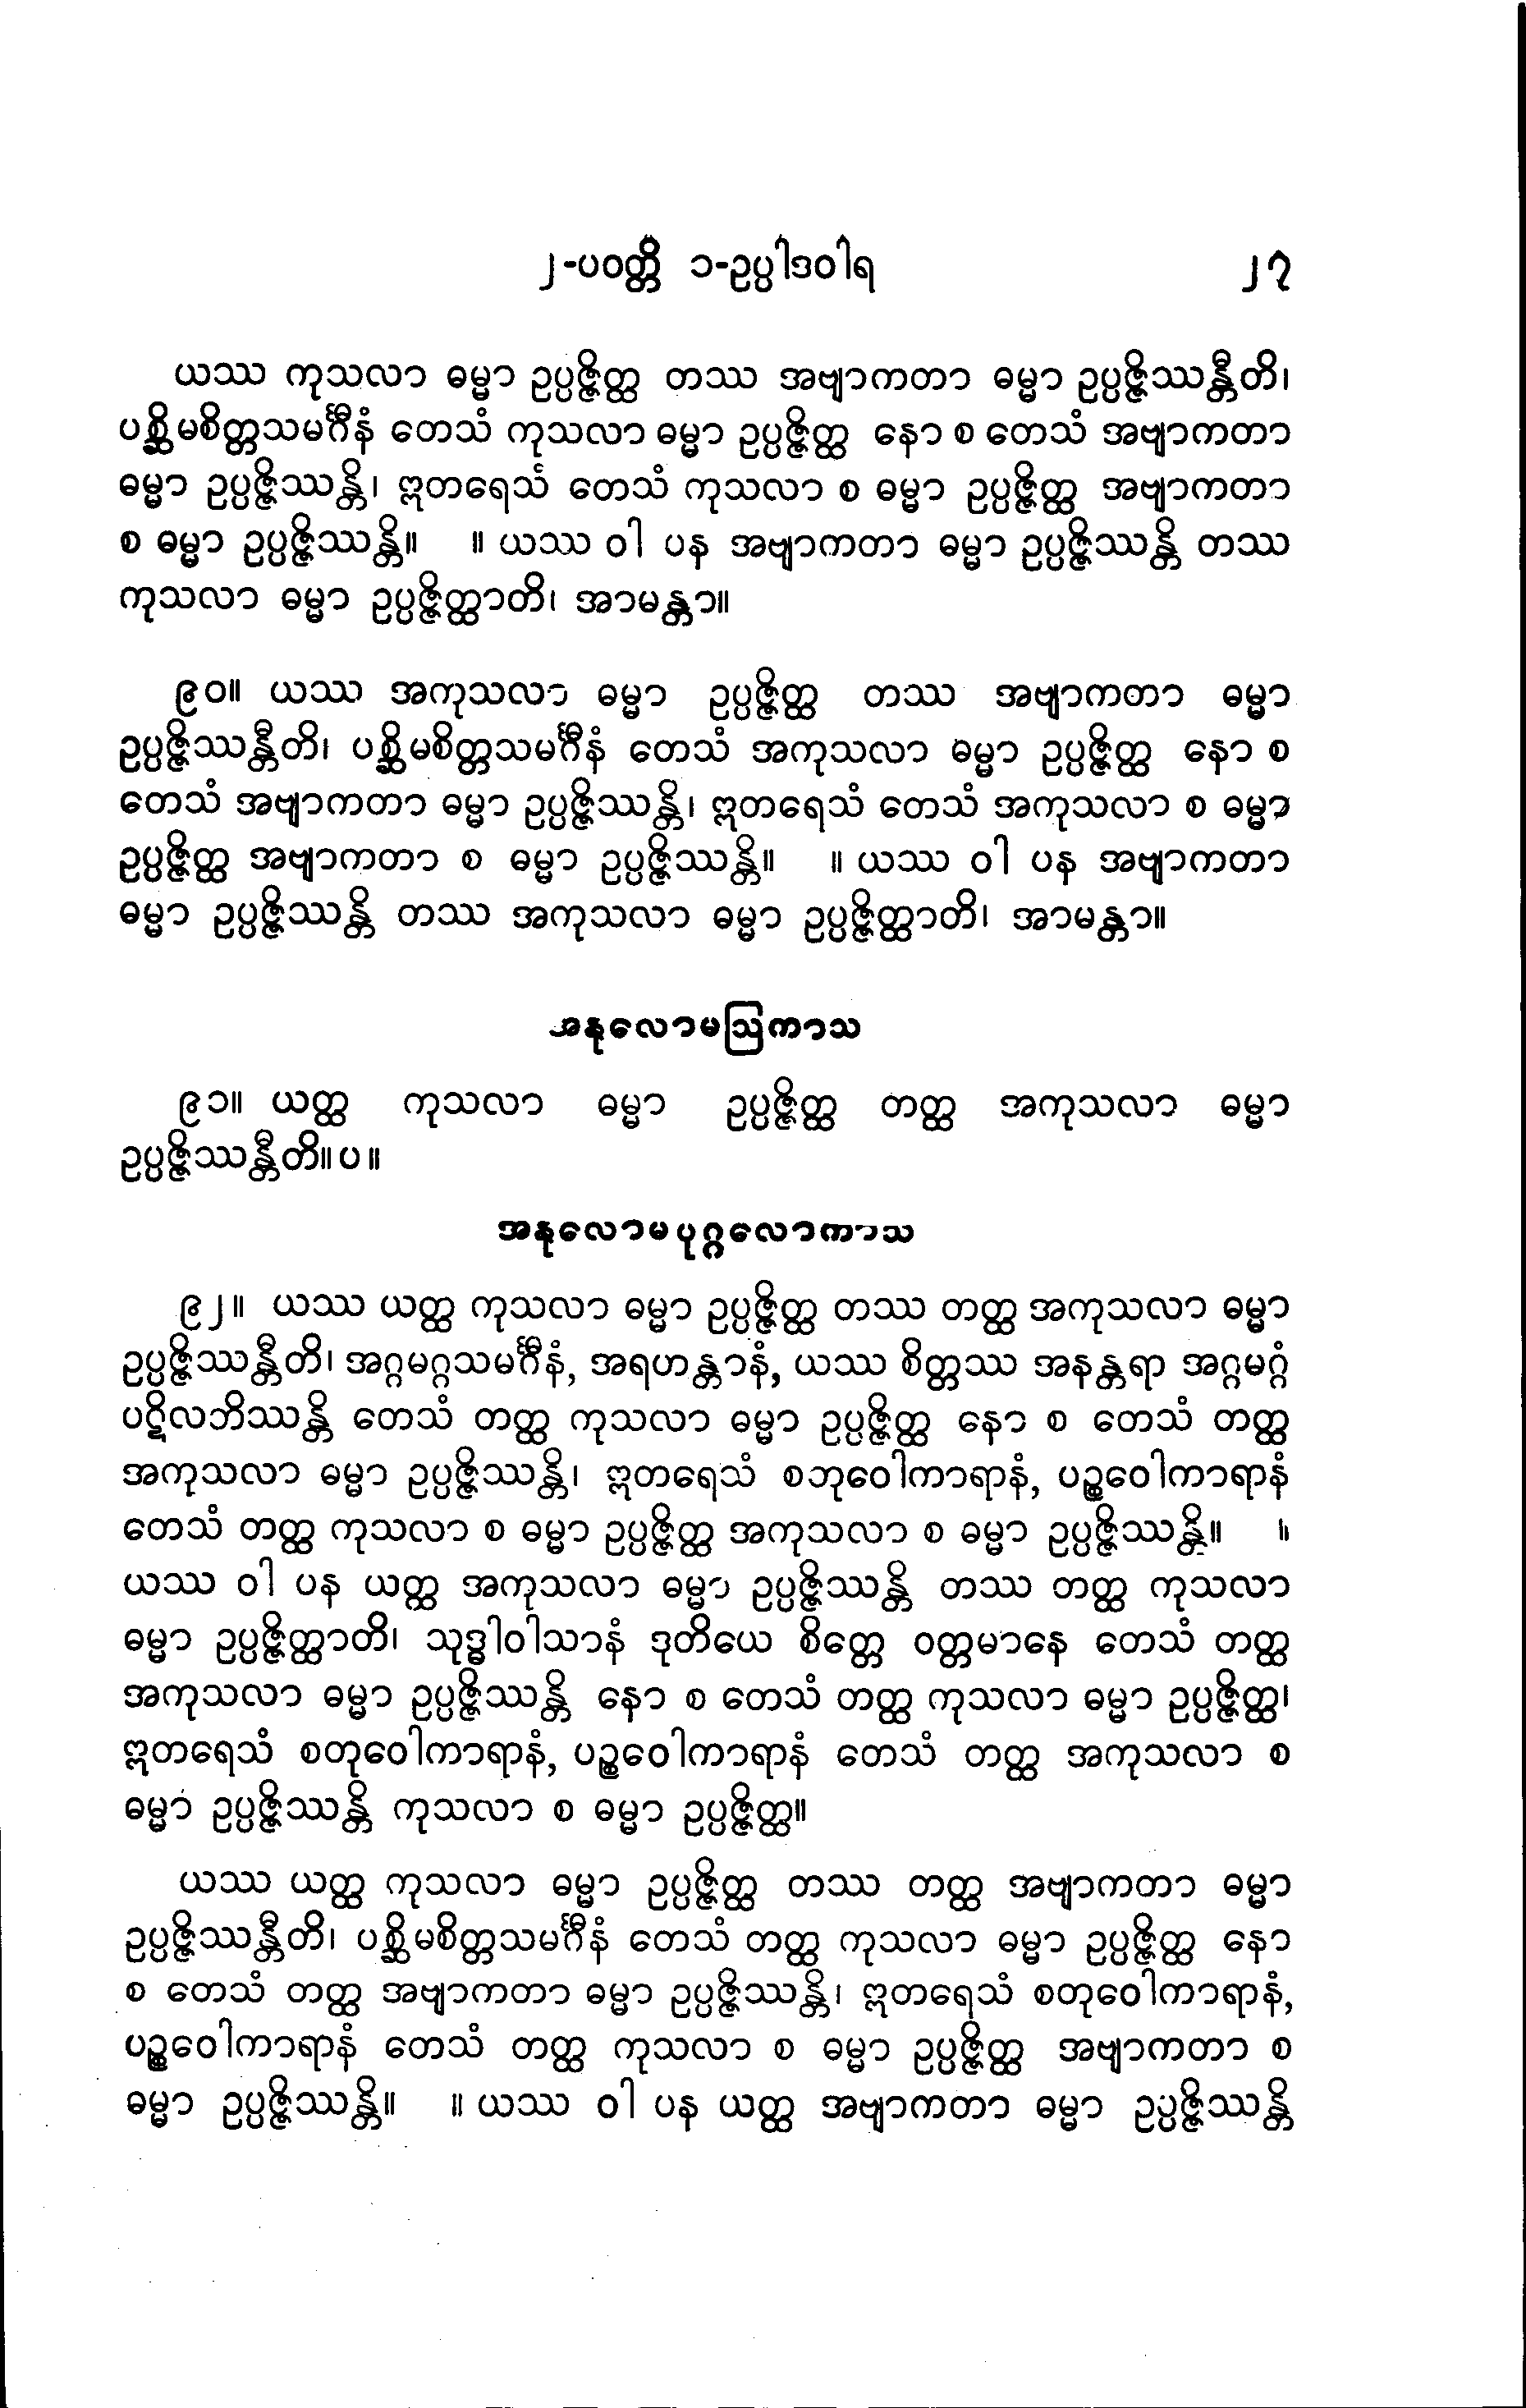 ၂-ပဝတ္တိ ၁-ဥပ္ပါဒဝါရ ၂၇
ယဿ ကုသလာ ဓမ္မာ ဥပ္ပဇ္ဇိတ္ထ တဿ အဗျာကတာ ဓမ္မာ ဥပ္ပဇ္ဇိဿန္တီတိ၊
ပစ္ဆိမစိတ္တသမင်္ဂီနံ တေသံ ကုသလာ ဓမ္မာ ဥပ္ပဇ္ဇိတ္ထ နော စ တေသံ အဗျာကတာ
ဓမ္မာ ဥပ္ပဇ္ဇိဿန္တိ၊ ဣတရေသံ တေသံ ကုသလာ စ ဓမ္မာ ဥပ္ပဇ္ဇိတ္ထ အဗျာကတာ
စ ဓမ္မာ ဥပ္ပဇ္ဇိဿန္တိ။ ။ ယဿ ဝါ ပန အဗျာကတာ ဓမ္မာ ဥပ္ပဇ္ဇိဿန္တိ တဿ
ကုသလာ ဓမ္မာ ဥပ္ပဇ္ဇိတ္ထာတိ၊ အာမန္တာ။
၉၀။ ယဿ အကုသလာ ဓမ္မာ ဥပ္ပဇ္ဇိတ္ထ တဿ အဗျာကတာ ဓမ္မာ
ဥပ္ပဇ္ဇိဿန္တီတိ၊ ပစ္ဆိမစိတ္တသမင်္ဂီနံ တေသံ အကုသလာ ဓမ္မာ ဥပ္ပဇ္ဇိတ္ထ နော စ
တေသံ အဗျာကတာ ဓမ္မာ ဥပ္ပဇ္ဇိဿန္တိ၊ ဣတရေသံ တေသံ အကုသလာ စ ဓမ္မာ
ဥပ္ပဇ္ဇိတ္ထ အဗျာကတာ စ ဓမ္မာ ဥပ္ပဇ္ဇိဿန္တိ။ ။ ယဿ ဝါ ပန အဗျာကတာ
ဓမ္မာ ဥပ္ပဇ္ဇိဿန္တိ တဿ အကုသလာ ဓမ္မာ ဥပ္ပဇ္ဇိတ္ထာတိ၊ အာမန္တာ။
အနုလောမဩကာသ
၉၁။ ယတ္ထ ကုသလာ ဓမ္မာ ဥပ္ပဇ္ဇိတ္ထ တတ္ထ အကုသလာ ဓမ္မာ
ဥပ္ပဇ္ဇိဿန္တီတိ။ပ။
အနုလောမပုဂ္ဂလောကာသ
၉၂။ ယဿ ယတ္ထ ကုသလာ ဓမ္မာ ဥပ္ပဇ္ဇိတ္ထ တဿ တတ္ထ အကုသလာ ဓမ္မာ
ဥပ္ပဇ္ဇိဿန္တီတိ၊ အဂ္ဂမဂ္ဂသမင်္ဂီနံ, အရဟန္တာနံ, ယဿ စိတ္တဿ အနန္တရာ အဂ္ဂမဂ္ဂံ
ပဋိလဘိဿန္တိ တေသံ တတ္ထ ကုသလာ ဓမ္မာ ဥပ္ပဇ္ဇိတ္ထ နော စ တေသံ တတ္ထ
အကုသလာ ဓမ္မာ ဥပ္ပဇ္ဇိဿန္တိ၊ ဣတရေသံ စဘုဝေါကာရာနံ, ပဉ္စဝေါကာရာနံ
တေသံ တတ္ထ ကုသလာ စ ဓမ္မာ ဥပ္ပဇ္ဇိတ္ထ အကုသလာ စ ဓမ္မာ ဥပ္ပဇ္ဇိဿန္တိ။ ။
ယဿ ဝါ ပန ယတ္ထ အကုသလာ ဓမ္မာ ဥပ္ပဇ္ဇိဿန္တိ တဿ တတ္ထ ကုသလာ
ဓမ္မာ ဥပ္ပဇ္ဇိတ္ထာတိ၊ သုဒ္ဓါဝါသာနံ ဒုတိယေ စိတ္တေ ဝတ္တမာနေ တေသံ တတ္ထ
အကုသလာ ဓမ္မာ ဥပ္ပဇ္ဇိဿန္တိ နော စ တေသံ တတ္ထ ကုသလာ ဓမ္မာ ဥပ္ပဇ္ဇိတ္ထ၊
ဣတရေသံ စတုဝေါကာရာနံ, ပဉ္စဝေါကာရာနံ တေသံ တတ္ထ အကုသလာ စ
ဓမ္မာ ဥပ္ပဇ္ဇိဿန္တိ ကုသလာ စ ဓမ္မာ ဥပ္ပဇ္ဇိတ္ထ။
ယဿ ယတ္ထ ကုသလာ ဓမ္မာ ဥပ္ပဇ္ဇိတ္ထ တဿ တတ္ထ အဗျာကတာ ဓမ္မာ
ဥပ္ပဇ္ဇိဿန္တီတိ၊ ပစ္ဆိမစိတ္တသမင်္ဂီနံ တေသံ တတ္ထ ကုသလာ ဓမ္မာ ဥပ္ပဇ္ဇိတ္ထ နော
စ တေသံ တတ္ထ အဗျာကတာ ဓမ္မာ ဥပ္ပဇ္ဇိဿန္တိ၊ ဣတရေသံ စတုဝေါကာရာနံ,
ပဉ္စဝေါကာရာနံ တေသံ တတ္ထ ကုသလာ စ ဓမ္မာ ဥပ္ပဇ္ဇိတ္ထ အဗျာကတာ စ
ဓမ္မာ ဥပ္ပဇ္ဇိဿန္တိ။ ။ ယဿ ဝါ ပန ယတ္ထ အဗျာကတာ ဓမ္မာ ဥပ္ပဇ္ဇိဿန္တိ